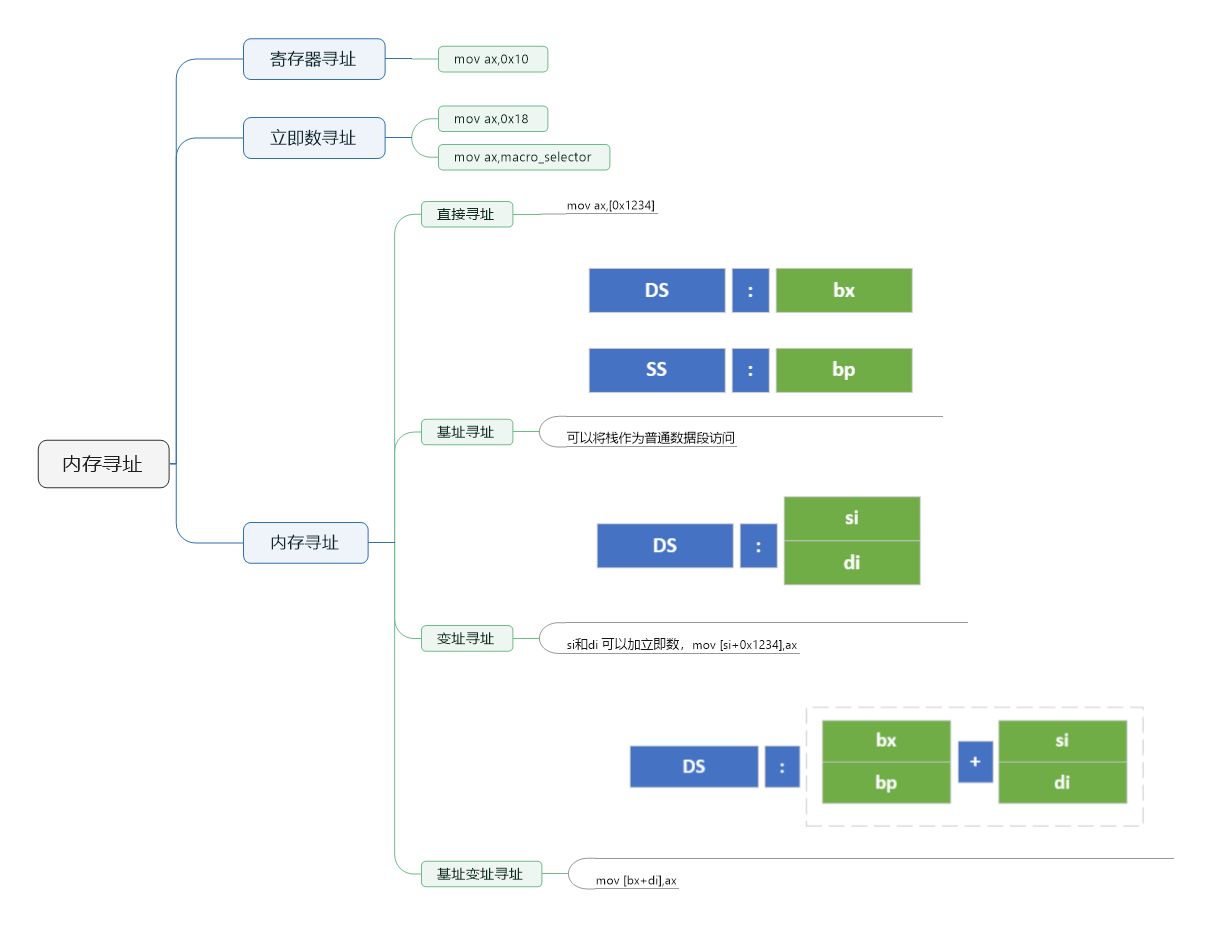 寄存器寻址
mov ax,0x10
立即数寻址
mov ax,0x18
mov ax,macro_selector
直接寻址
mov ax,[0x1234]
DS : bx
SS : bp
基址寻址
可以将栈作为普通数据段访问
内存寻址
内存寻址
DS :
si
di
变址寻址
si和di 可以加立即数，mov [si+0x1234],ax
DS :
bx
bp
+
si
di
基址变址寻址
mov [bx+di],ax